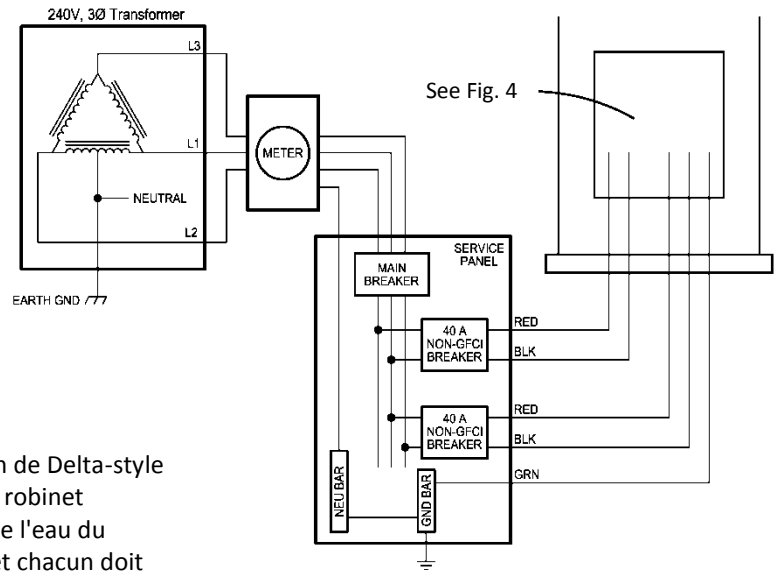 240V, 3Ø Transformer
L3
L1
NEUTRAL
L2
EARTH GND
METER
See Fig. 4
SERVICE
PANEL
MAIN
BREAKER
40 A
NON-GFCI
BREAKER
RED
BLK
40 A
NON-GFCI
BREAKER
RED
BLK
GRN
NEU BAR
GND BAR
n de Delta-style
robinet
e l'eau du
et chacun doit